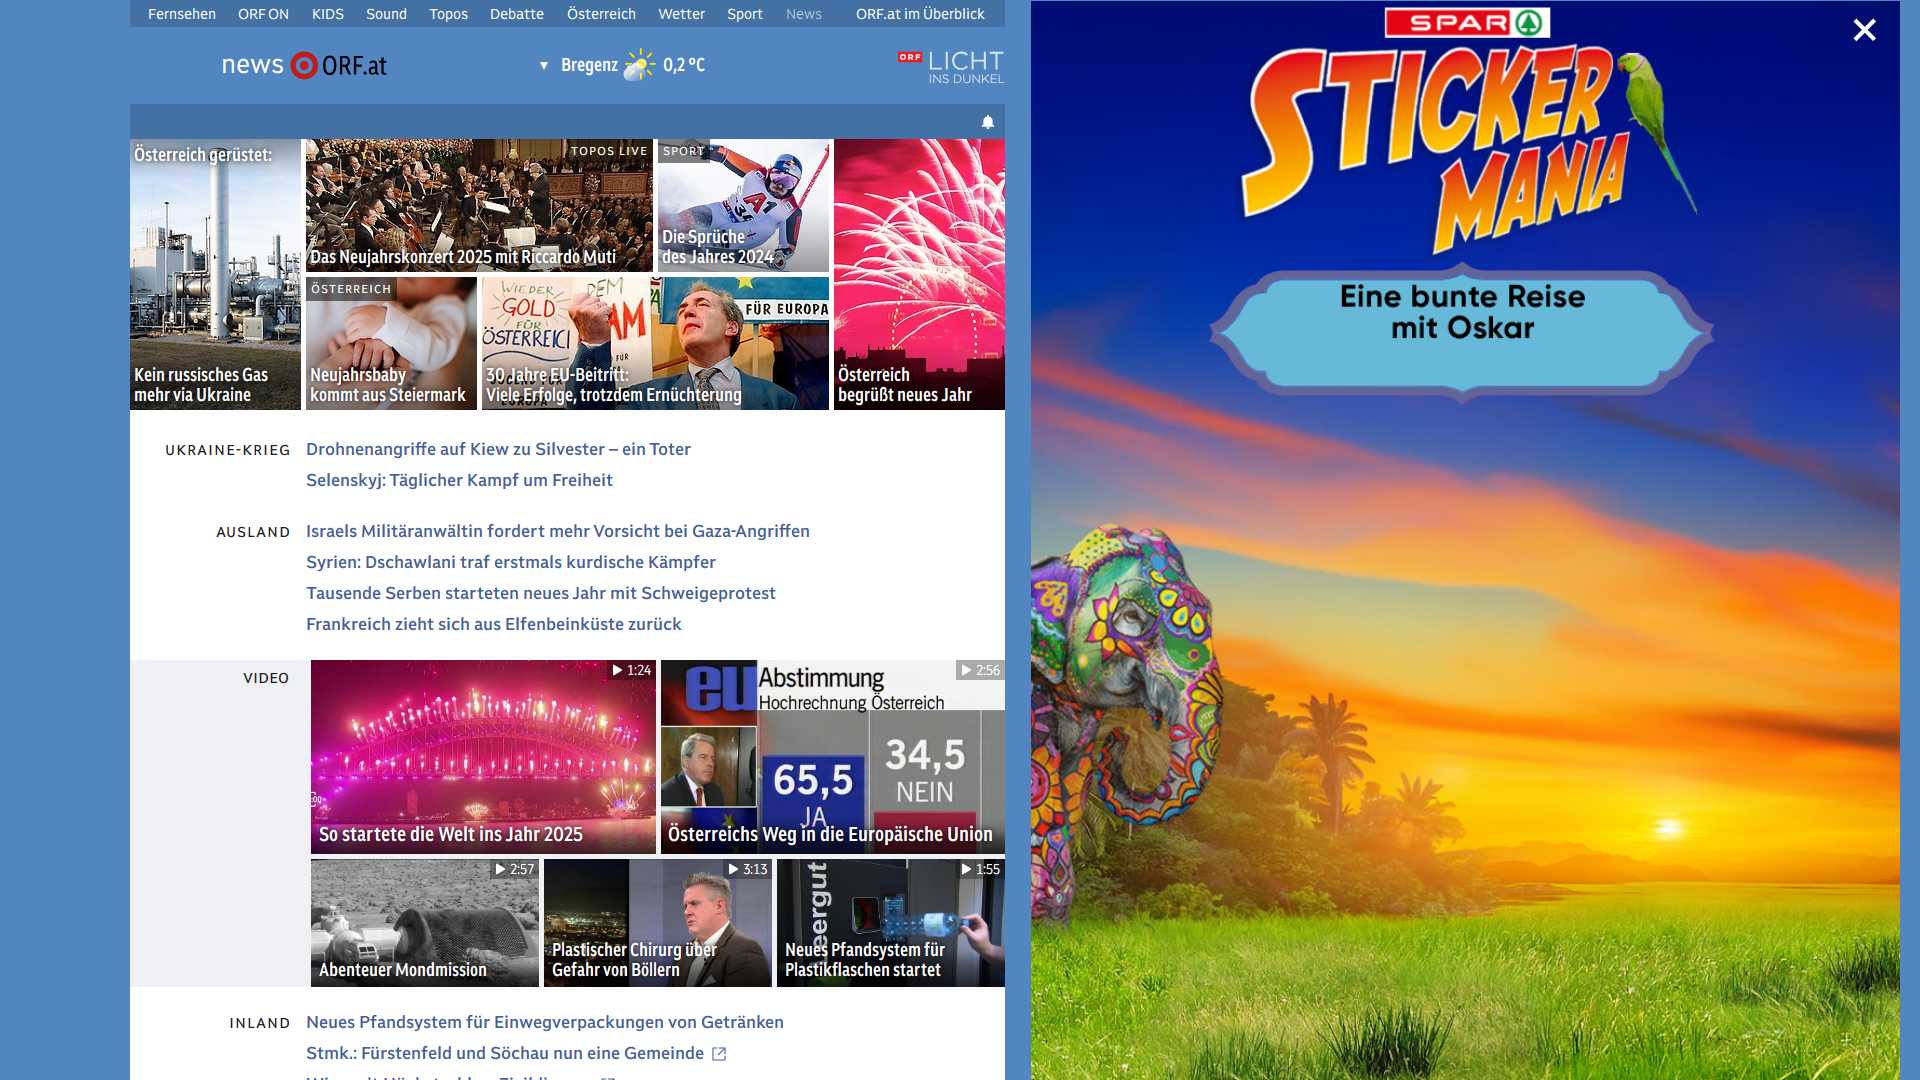 Fernsehen ORF ON KIDS Sound Topos Debatte Österreich Wetter Sport News ORF.at im Überblick
news ORF.at
▼ Bregenz 0,2 °C
ORF LICHT
INS DUNKEL
Österreich gerüstet:
Kein russisches Gas
mehr via Ukraine
TOPOS LIVE
Das Neujahrskonzert 2025 mit Riccardo Muti
SPORT
Die Sprüche
des Jahres 2024
ÖSTERREICH
Neujahrsbaby
kommt aus Steiermark
WIEDER
GOLD
FÜR
ÖSTERREICH
DEM
FÜR EUROPA
30 Jahre EU-Beitritt:
Viele Erfolge, trotzdem Ernüchterung
Österreich
begrüßt neues Jahr
UKRAINE-KRIEG
Drohnenangriffe auf Kiew zu Silvester – ein Toter
Selenskyj: Täglicher Kampf um Freiheit
AUSLAND
Israels Militäranwältin fordert mehr Vorsicht bei Gaza-Angriffen
Syrien: Dschawlani traf erstmals kurdische Kämpfer
Tausende Serben starteten neues Jahr mit Schweigeprotest
Frankreich zieht sich aus Elfenbeinküste zurück
VIDEO
1:24
So startete die Welt ins Jahr 2025
2:56
eu Abstimmung
Hochrechnung Österreich
65,5
JA
34,5
NEIN
Österreichs Weg in die Europäische Union
2:57
Abenteuer Mondmission
3:13
Plastischer Chirurg über
Gefahr von Böllern
1:55
leergut
Neues Pfandsystem für
Plastikflaschen startet
INLAND
Neues Pfandsystem für Einwegverpackungen von Getränken
Stmk.: Fürstenfeld und Söchau nun eine Gemeinde
SPAR
STICKER
MANIA
Eine bunte Reise
mit Oskar